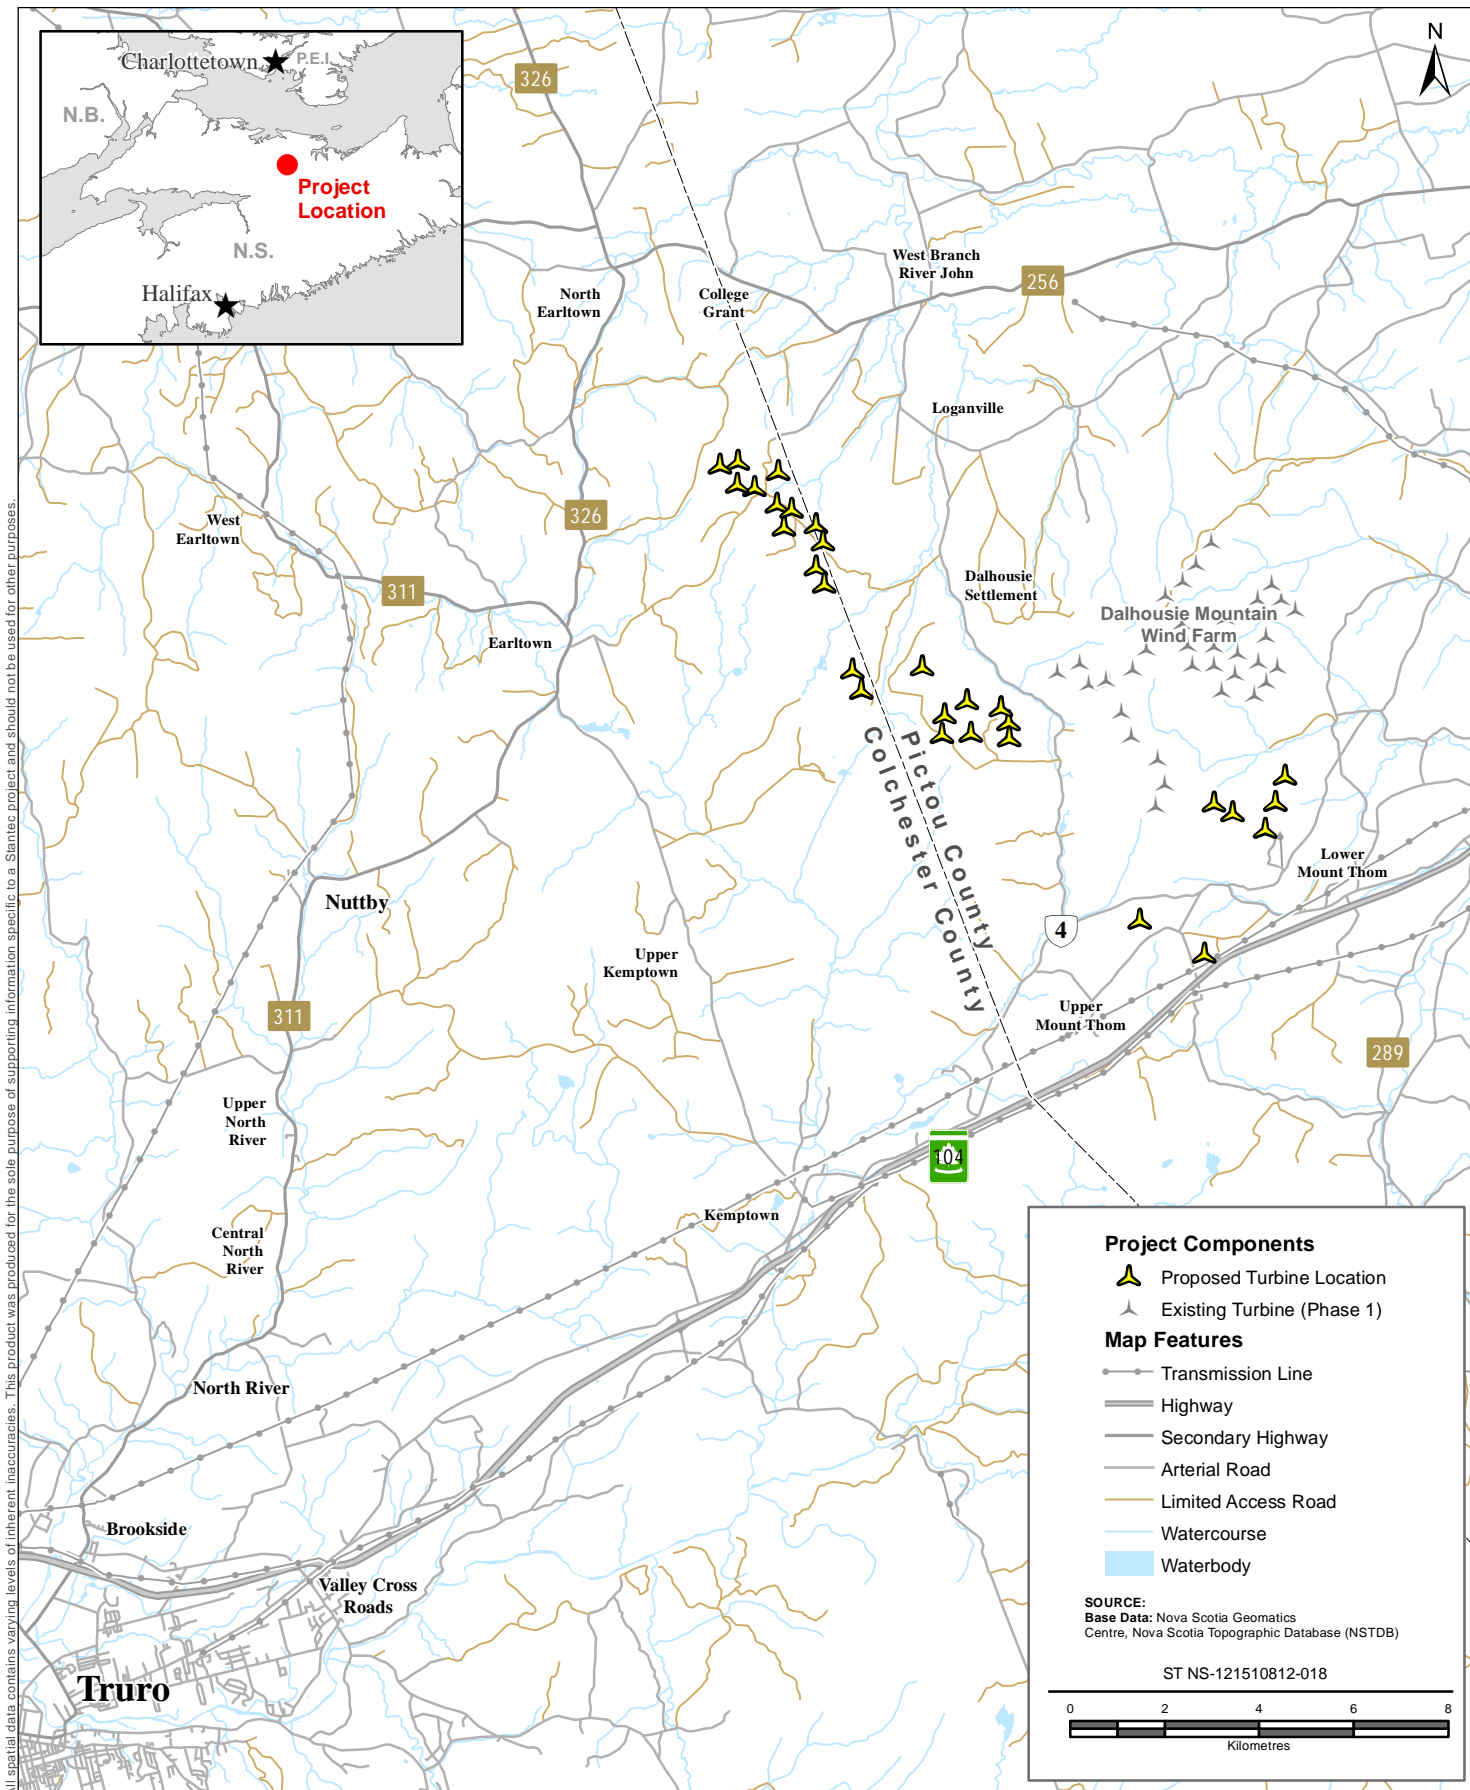 N
Charlottetown
P.E.I.
N.B.
Project
Location
N.S.
Halifax
326
West Branch
River John
256
North
Earltown
College
Grant
Loganville
326
West
Earltown
311
Earltown
Dalhousie
Settlement
Dalhousie Mountain
Wind Farm
Pictou County
Colchester County
Lower
Mount Thom
Nuttby
4
Upper
Kemptown
311
Upper
Mount Thom
289
Upper
North
River
104
Kemptown
Central
North
River
North River
Brookside
Valley Cross
Roads
Truro
Project Components
Proposed Turbine Location
Existing Turbine (Phase 1)
Map Features
Transmission Line
Highway
Secondary Highway
Arterial Road
Limited Access Road
Watercourse
Waterbody
SOURCE:
Base Data: Nova Scotia Geomatics
Centre, Nova Scotia Topographic Database (NSTDB)
ST NS-121510812-018
0 2 4 6 8
Kilometres
All spatial data contains varying levels of inherent inaccuracies. This product was produced for the sole purpose of supporting information specific to a Stantec project and should not be used for other purposes.